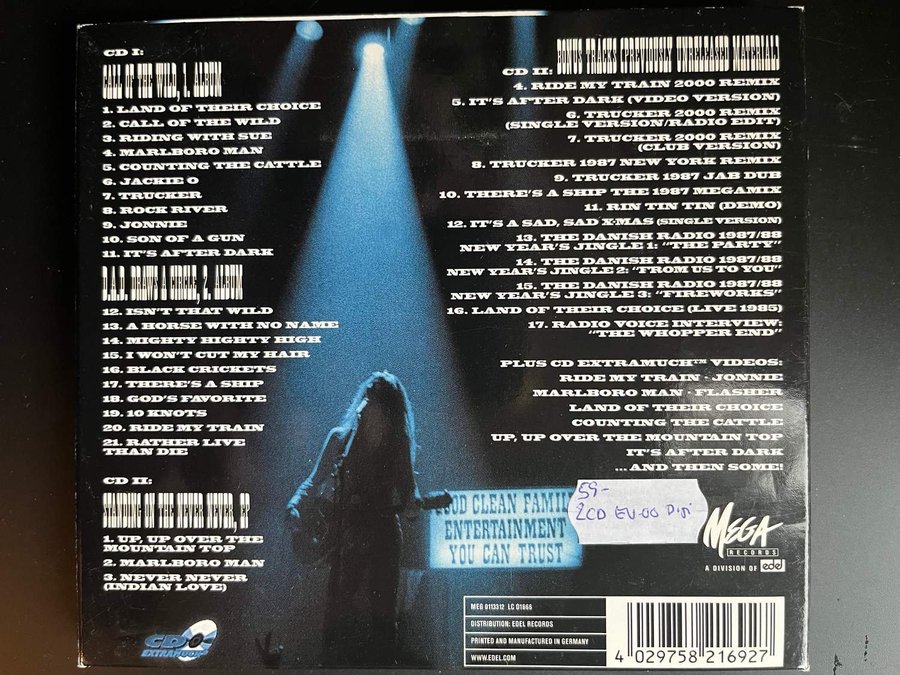 CD I:
CALL OF THE WILD, 1. ALBUM
1. LAND OF THEIR CHOICE
2. CALL OF THE WILD
3. RIDING WITH SUE
4. MARLBORO MAN
5. COUNTING THE CATTLE
6. JACKIE O
7. TRUCKER
8. ROCK RIVER
9. JONNIE
10. SON OF A GUN
11. IT'S AFTER DARK
D.A.D. DRAWS A CIRCLE, 2. ALBUM
12. ISN'T THAT WILD
13. A HORSE WITH NO NAME
14. MIGHTY HIGHTY HIGH
15. I WON'T CUT MY HAIR
16. BLACK CRICKETS
17. THERE'S A SHIP
18. GOD'S FAVORITE
19. 10 KNOTS
20. RIDE MY TRAIN
21. RATHER LIVE
THAN DIE
CD II:
STANDING ON THE NEVER NEVER, EP
1. UP, UP OVER THE
MOUNTAIN TOP
2. MARLBORO MAN
3. NEVER NEVER
(INDIAN LOVE)
CD
EXTRAMUCH
CD II: BONUS TRACKS (PREVIOUSLY UNRELEASED MATERIAL)
4. RIDE MY TRAIN 2000 REMIX
5. IT'S AFTER DARK (VIDEO VERSION)
6. TRUCKER 2000 REMIX
(SINGLE VERSION/RADIO EDIT)
7. TRUCKER 2000 REMIX
(CLUB VERSION)
8. TRUCKER 1987 NEW YORK REMIX
9. TRUCKER 1987 JAB DUB
10. THERE'S A SHIP THE 1987 MEGAMIX
11. RIN TIN TIN (DEMO)
12. IT'S A SAD, SAD X-MAS (SINGLE VERSION)
13. THE DANISH RADIO 1987/88
NEW YEAR'S JINGLE 1: "THE PARTY"
14. THE DANISH RADIO 1987/88
NEW YEAR'S JINGLE 2: "FROM US TO YOU"
15. THE DANISH RADIO 1987/88
NEW YEAR'S JINGLE 3: "FIREWORKS"
16. LAND OF THEIR CHOICE (LIVE 1985)
17. RADIO VOICE INTERVIEW:
"THE WHOPPER END"
PLUS CD EXTRAMUCH™ VIDEOS:
RIDE MY TRAIN - JONNIE
MARLBORO MAN - FLASHER
LAND OF THEIR CHOICE
COUNTING THE CATTLE
UP, UP OVER THE MOUNTAIN TOP
IT'S AFTER DARK
...AND THEN SOME!
OOD CLEAN FAMIL
ENTERTAINMENT
YOU CAN TRUST
59-
2CD EU-00 Digi
MEGA
RECORDS
A DIVISION OF edel
MEG 0113312 LC 01666
DISTRIBUTION: EDEL RECORDS
PRINTED AND MANUFACTURED IN GERMANY
WWW.EDEL.COM
4 029758 216927